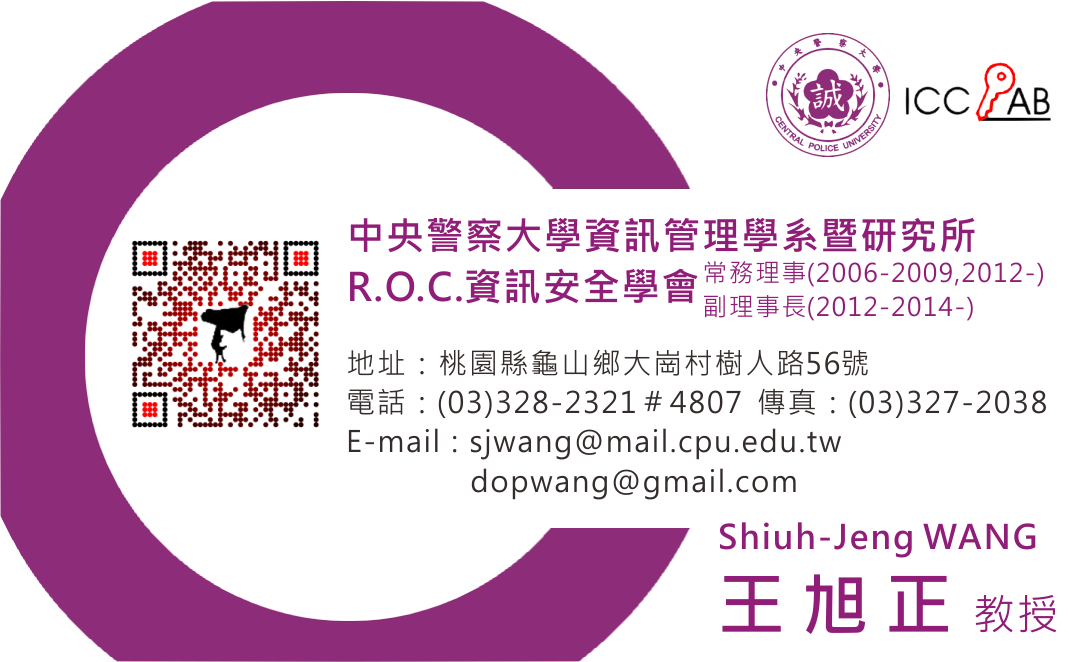 中央警察大學
誠
CENTRAL POLICE UNIVERSITY
ICC LAB
中央警察大學資訊管理學系暨研究所
R.O.C.資訊安全學會 常務理事(2006-2009,2012-)
副理事長(2012-2014-)
地址：桃園縣龜山鄉大崗村樹人路56號
電話：(03)328-2321＃4807 傳真：(03)327-2038
E-mail：sjwang@mail.cpu.edu.tw
dopwang@gmail.com
Shiuh-Jeng WANG
王旭正 教授